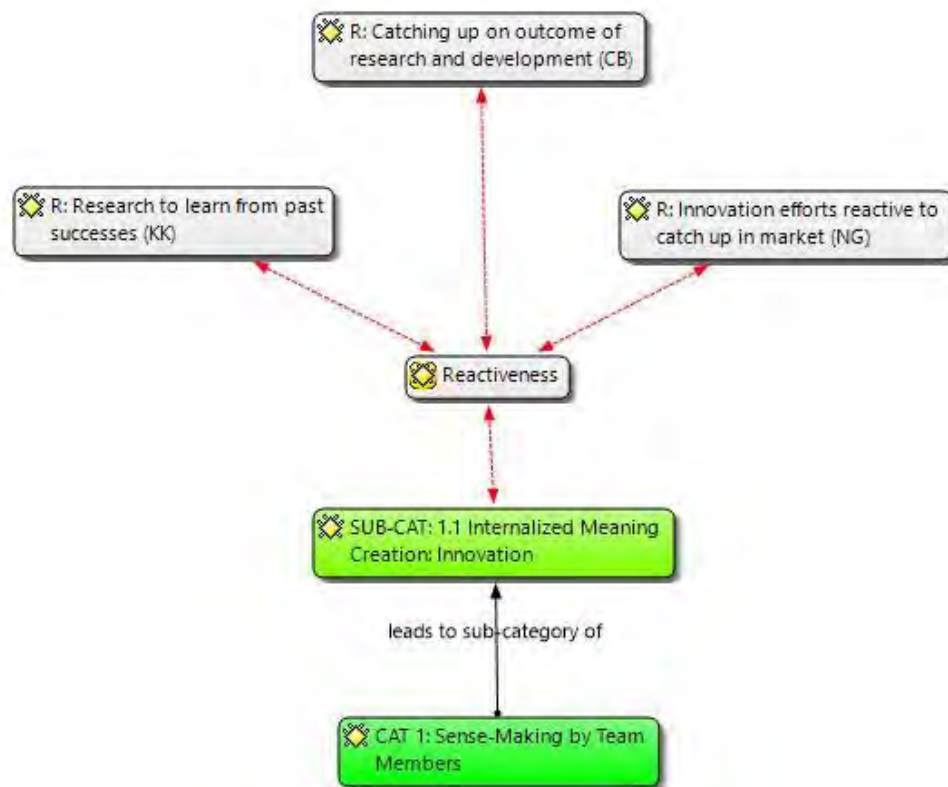 R: Catching up on outcome of
research and development (CB)
R: Research to learn from past
successes (KK)
R: Innovation efforts reactive to
catch up in market (NG)
Reactiveness
SUB-CAT: 1.1 Internalized Meaning
Creation: Innovation
leads to sub-category of
CAT 1: Sense-Making by Team
Members